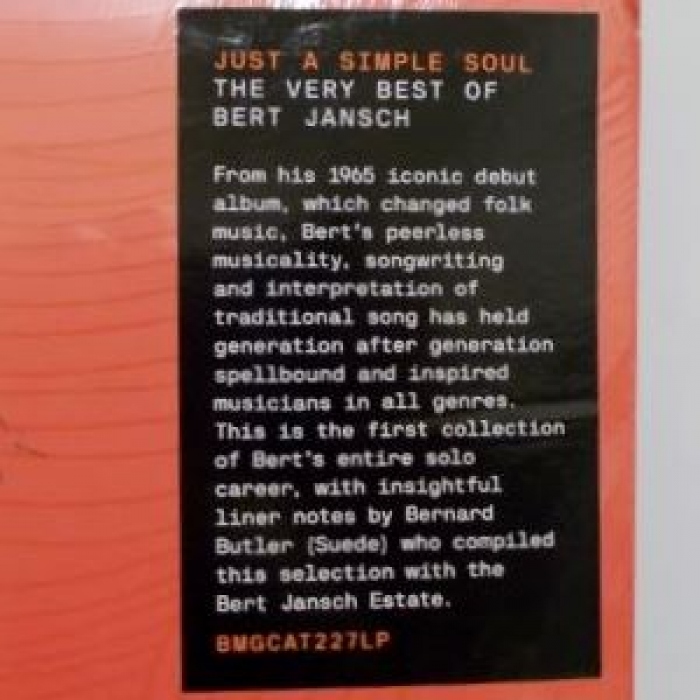 JUST A SIMPLE SOUL
THE VERY BEST OF
BERT JANSCH
From his 1965 iconic debut
album, which changed folk
music, Bert's peerless
musicality, songwriting
and interpretation of
traditional song has held
generation after generation
spellbound and inspired
musicians in all genres.
This is the first collection
of Bert's entire solo
career, with insightful
liner notes by Bernard
Butler (Suede) who compiled
this selection with the
Bert Jansch Estate.
BMGCAT227LP